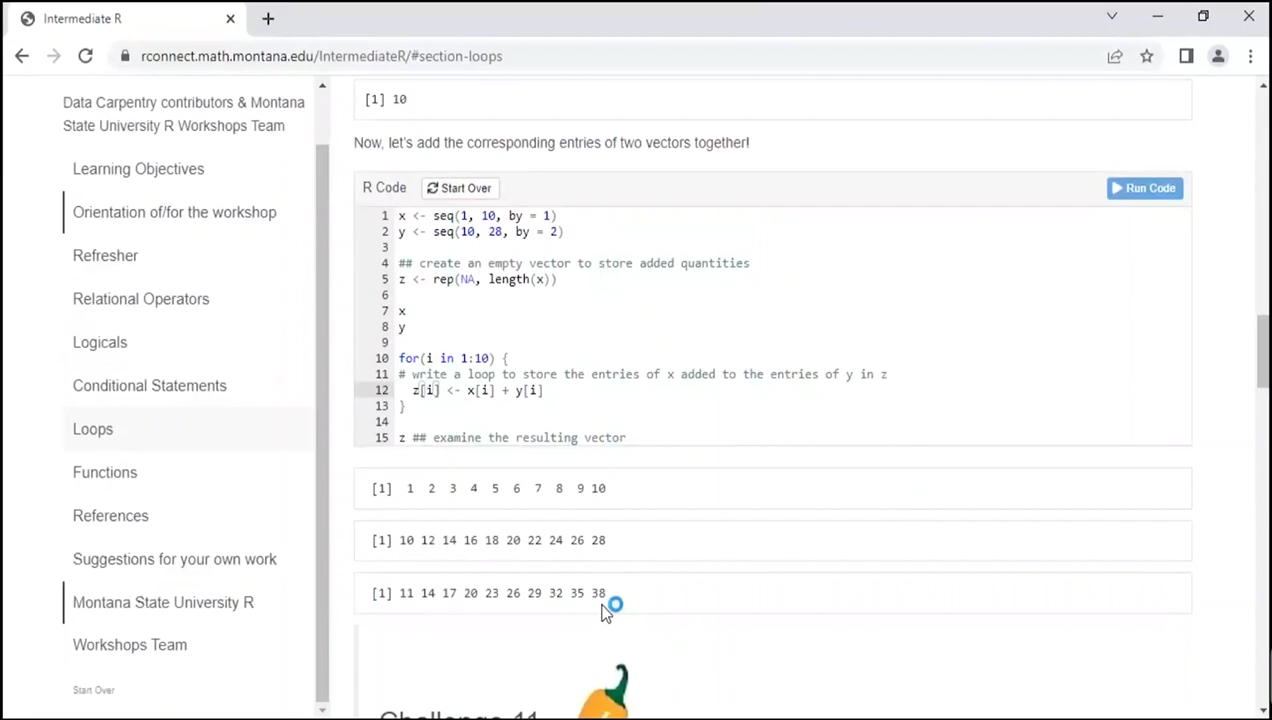 Intermediate R
rconnect.math.montana.edu/IntermediateR/#section-loops
Data Carpentry contributors & Montana
State University R Workshops Team
Learning Objectives
Orientation of/for the workshop
Refresher
Relational Operators
Logicals
Conditional Statements
Loops
Functions
References
Suggestions for your own work
Montana State University R
Workshops Team
Start Over
[1] 10
Now, let's add the corresponding entries of two vectors together!
R Code Start Over Run Code
1 x <- seq(1, 10, by = 1)
2 y <- seq(10, 28, by = 2)
3
4 ## create an empty vector to store added quantities
5 z <- rep(NA, length(x))
6
7 x
8 y
9
10 for(i in 1:10) {
11 # write a loop to store the entries of x added to the entries of y in z
12 z[i] <- x[i] + y[i]
13 }
14
15 z ## examine the resulting vector
[1] 1 2 3 4 5 6 7 8 9 10
[1] 10 12 14 16 18 20 22 24 26 28
[1] 11 14 17 20 23 26 29 32 35 38
Challenge 11